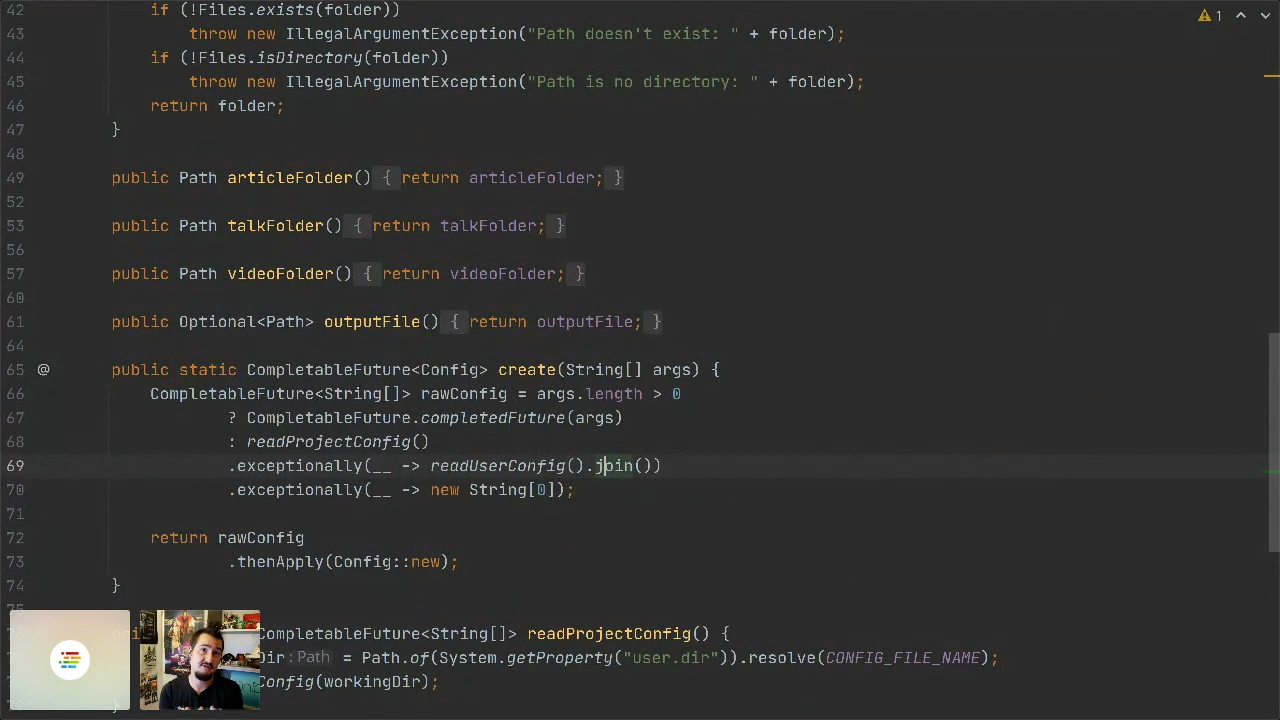 42 if (!Files.exists(folder))
1
43 throw new IllegalArgumentException("Path doesn't exist: " + folder);
44 if (!Files.isDirectory(folder))
45 throw new IllegalArgumentException("Path is no directory: " + folder);
46 return folder;
47 }
48
49 public Path articleFolder() { return articleFolder; }
52
53 public Path talkFolder() { return talkFolder; }
56
57 public Path videoFolder() { return videoFolder; }
60
61 public Optional<Path> outputFile() { return outputFile; }
64
65 @ public static CompletableFuture<Config> create(String[] args) {
66 CompletableFuture<String[]> rawConfig = args.length > 0
67 ? CompletableFuture.completedFuture(args)
68 : readProjectConfig()
69 .exceptionally(__ -> readUserConfig().join())
70 .exceptionally(__ -> new String[0]);
71
72 return rawConfig
73 .thenApply(Config::new);
74 }
75
CompletableFuture<String[]> readProjectConfig() {
Dir: Path = Path.of(System.getProperty("user.dir")).resolve(CONFIG_FILE_NAME);
Config(workingDir);
}